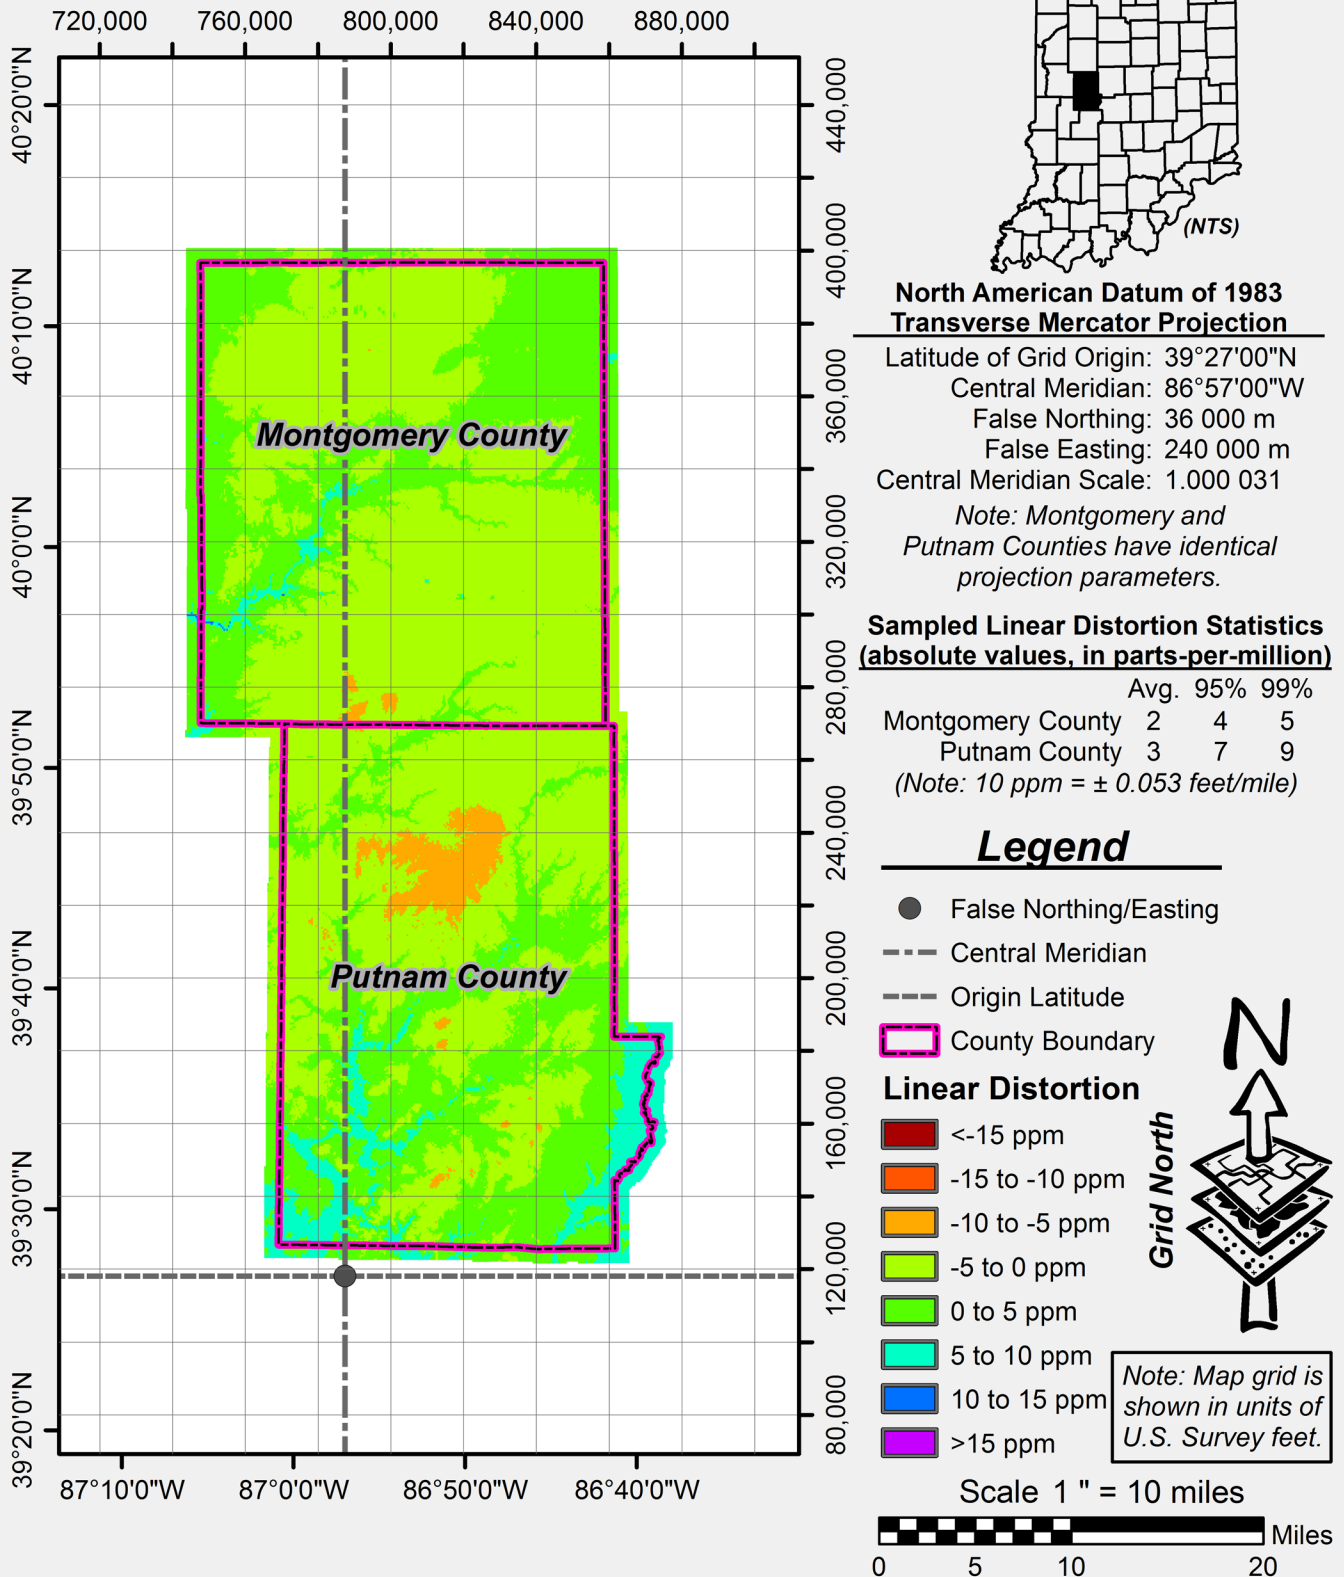 720,000 760,000 800,000 840,000 880,000
40°20'0"N
40°10'0"N
40°0'0"N
39°50'0"N
39°40'0"N
39°30'0"N
39°20'0"N
Montgomery County
Putnam County
440,000
400,000
360,000
320,000
280,000
240,000
200,000
160,000
120,000
80,000
87°10'0"W 87°00'0"W 86°50'0"W 86°40'0"W
(NTS)
North American Datum of 1983
Transverse Mercator Projection
Latitude of Grid Origin: 39°27'00"N
Central Meridian: 86°57'00"W
False Northing: 36 000 m
False Easting: 240 000 m
Central Meridian Scale: 1.000 031
Note: Montgomery and
Putnam Counties have identical
projection parameters.
Sampled Linear Distortion Statistics
(absolute values, in parts-per-million)
Avg. 95% 99%
Montgomery County 2 4 5
Putnam County 3 7 9
(Note: 10 ppm = ± 0.053 feet/mile)
Legend
False Northing/Easting
Central Meridian
Origin Latitude
County Boundary
Linear Distortion
<-15 ppm
-15 to -10 ppm
-10 to -5 ppm
-5 to 0 ppm
0 to 5 ppm
5 to 10 ppm
10 to 15 ppm
>15 ppm
N
Grid North
Note: Map grid is
shown in units of
U.S. Survey feet.
Scale 1 " = 10 miles
Miles
0 5 10 20